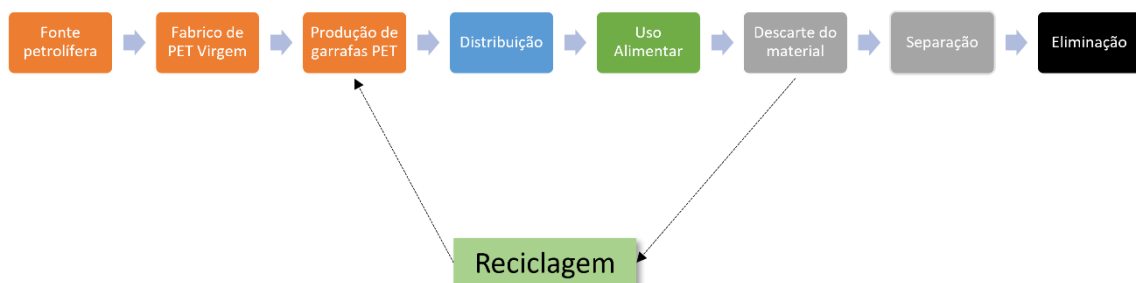 Fonte
petrolífera
Fabrico de
PET Virgem
Produção de
garrafas PET
Distribuição
Uso
Alimentar
Descarte do
material
Separação
Eliminação
Reciclagem